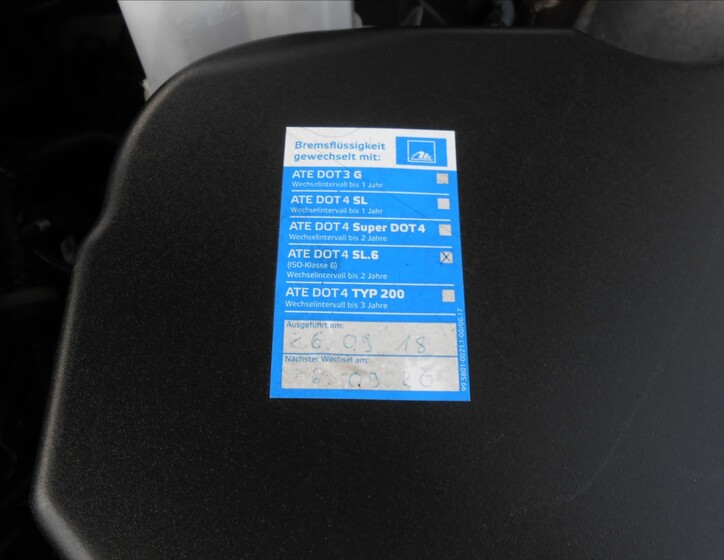 Bremsflüssigkeit
gewechselt mit:
ATE
ATE DOT 3 G
Wechselintervall bis 1 Jahr
ATE DOT 4 SL
Wechselintervall bis 1 Jahr
ATE DOT 4 Super DOT 4
Wechselintervall bis 2 Jahre
ATE DOT 4 SL.6
(ISO-Klasse 6)
Wechselintervall bis 2 Jahre
ATE DOT 4 TYP 200
Wechselintervall bis 3 Jahre
Ausgeführt am:
26 09 18
Nächster Wechsel am:
09 20